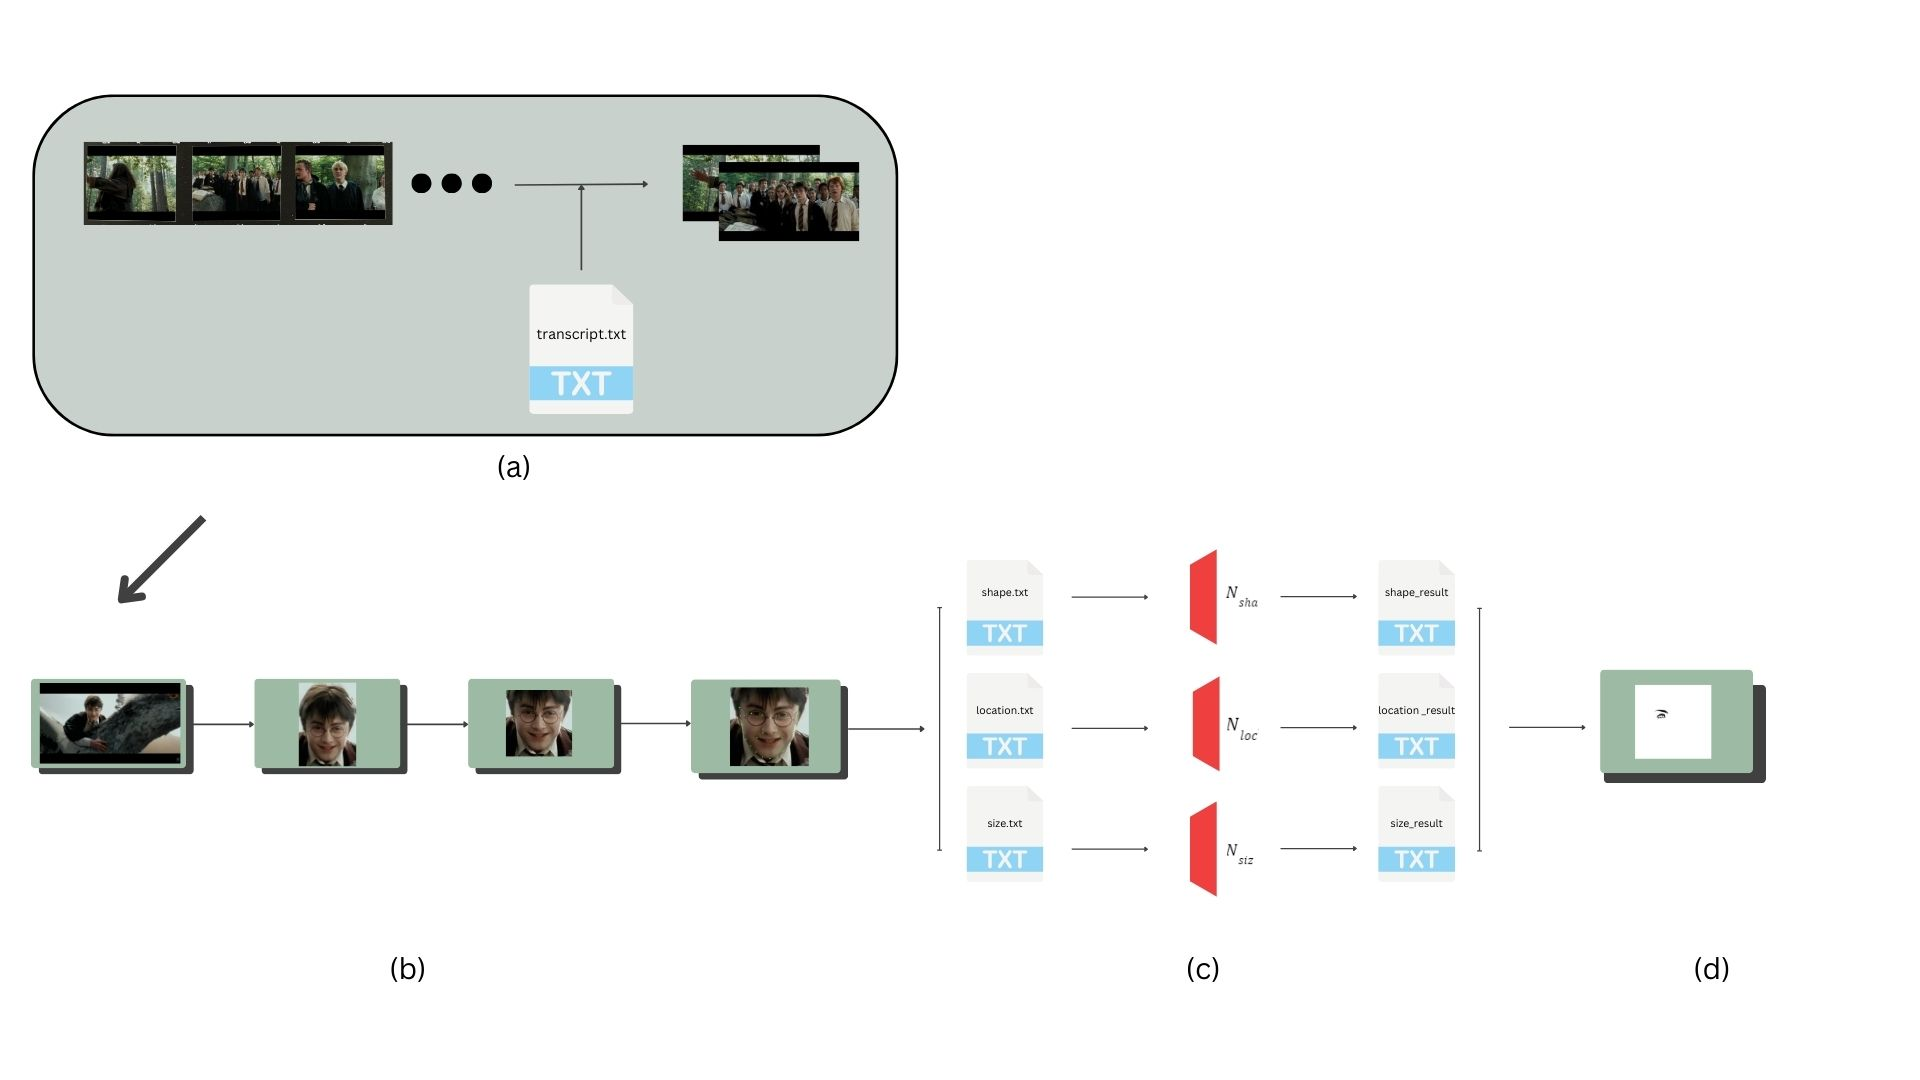 transcript.txt
TXT
(a)
shape.txt
TXT
N sha
shape_result
TXT
location.txt
TXT
N loc
location _result
TXT
size.txt
TXT
N siz
size_result
TXT
(b)
(c)
(d)